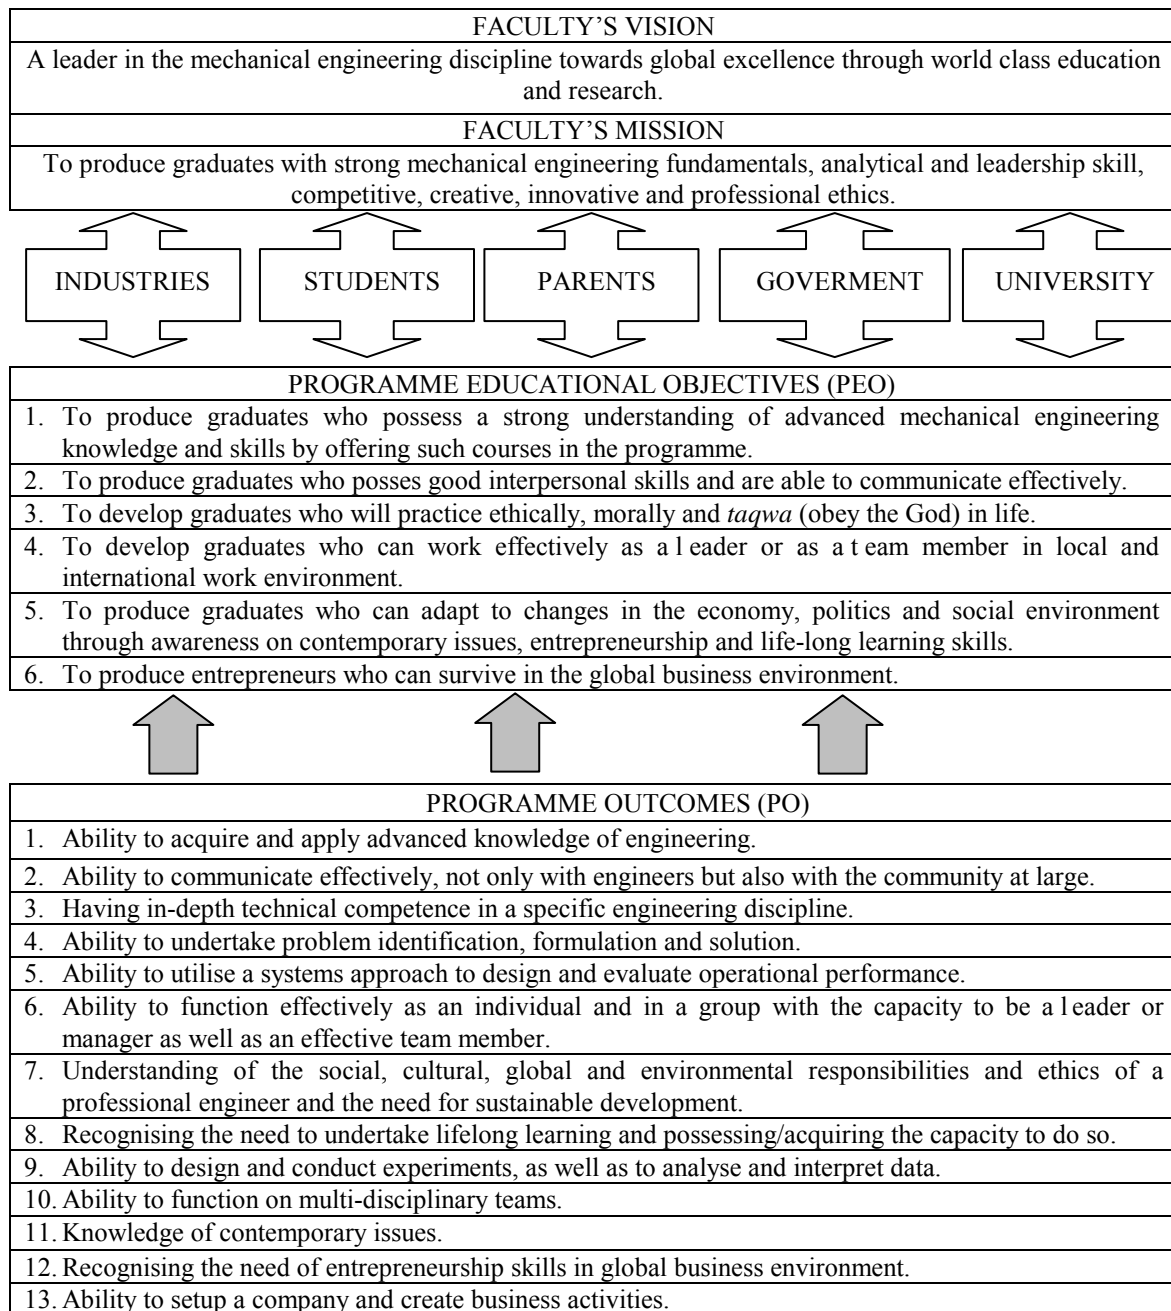 FACULTY'S VISION
A leader in the mechanical engineering discipline towards global excellence through world class education
and research.
FACULTY'S MISSION
To produce graduates with strong mechanical engineering fundamentals, analytical and leadership skill,
competitive, creative, innovative and professional ethics.
INDUSTRIES STUDENTS PARENTS GOVERMENT UNIVERSITY
PROGRAMME EDUCATIONAL OBJECTIVES (PEO)
1. To produce graduates who possess a strong understanding of advanced mechanical engineering
knowledge and skills by offering such courses in the programme.
2. To produce graduates who posses good interpersonal skills and are able to communicate effectively.
3. To develop graduates who will practice ethically, morally and taqwa (obey the God) in life.
4. To develop graduates who can work effectively as a l eader or as a t eam member in local and
international work environment.
5. To produce graduates who can adapt to changes in the economy, politics and social environment
through awareness on contemporary issues, entrepreneurship and life-long learning skills.
6. To produce entrepreneurs who can survive in the global business environment.
PROGRAMME OUTCOMES (PO)
1. Ability to acquire and apply advanced knowledge of engineering.
2. Ability to communicate effectively, not only with engineers but also with the community at large.
3. Having in-depth technical competence in a specific engineering discipline.
4. Ability to undertake problem identification, formulation and solution.
5. Ability to utilise a systems approach to design and evaluate operational performance.
6. Ability to function effectively as an individual and in a group with the capacity to be a l eader or
manager as well as an effective team member.
7. Understanding of the social, cultural, global and environmental responsibilities and ethics of a
professional engineer and the need for sustainable development.
8. Recognising the need to undertake lifelong learning and possessing/acquiring the capacity to do so.
9. Ability to design and conduct experiments, as well as to analyse and interpret data.
10. Ability to function on multi-disciplinary teams.
11. Knowledge of contemporary issues.
12. Recognising the need of entrepreneurship skills in global business environment.
13. Ability to setup a company and create business activities.